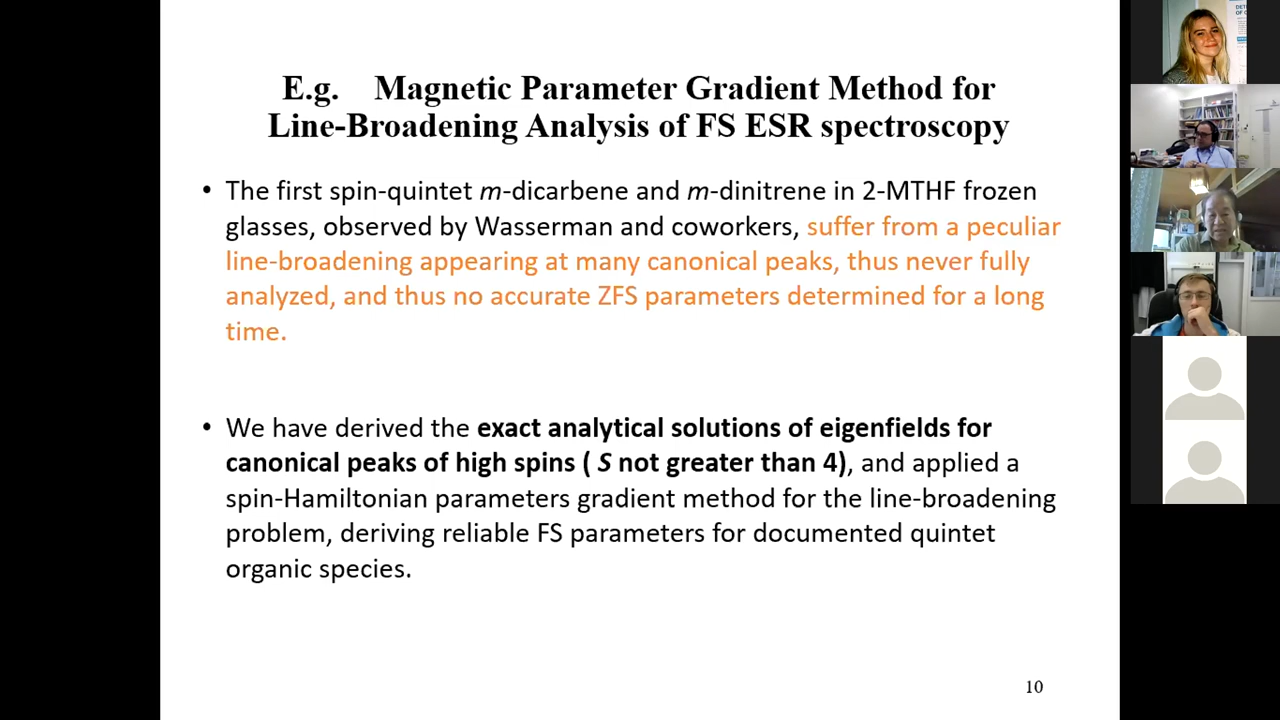 E.g. Magnetic Parameter Gradient Method for
Line-Broadening Analysis of FS ESR spectroscopy
• The first spin-quintet m-dicarbene and m-dinitrene in 2-MTHF frozen
glasses, observed by Wasserman and coworkers, suffer from a peculiar
line-broadening appearing at many canonical peaks, thus never fully
analyzed, and thus no accurate ZFS parameters determined for a long
time.
• We have derived the exact analytical solutions of eigenfields for
canonical peaks of high spins ( S not greater than 4), and applied a
spin-Hamiltonian parameters gradient method for the line-broadening
problem, deriving reliable FS parameters for documented quintet
organic species.
10